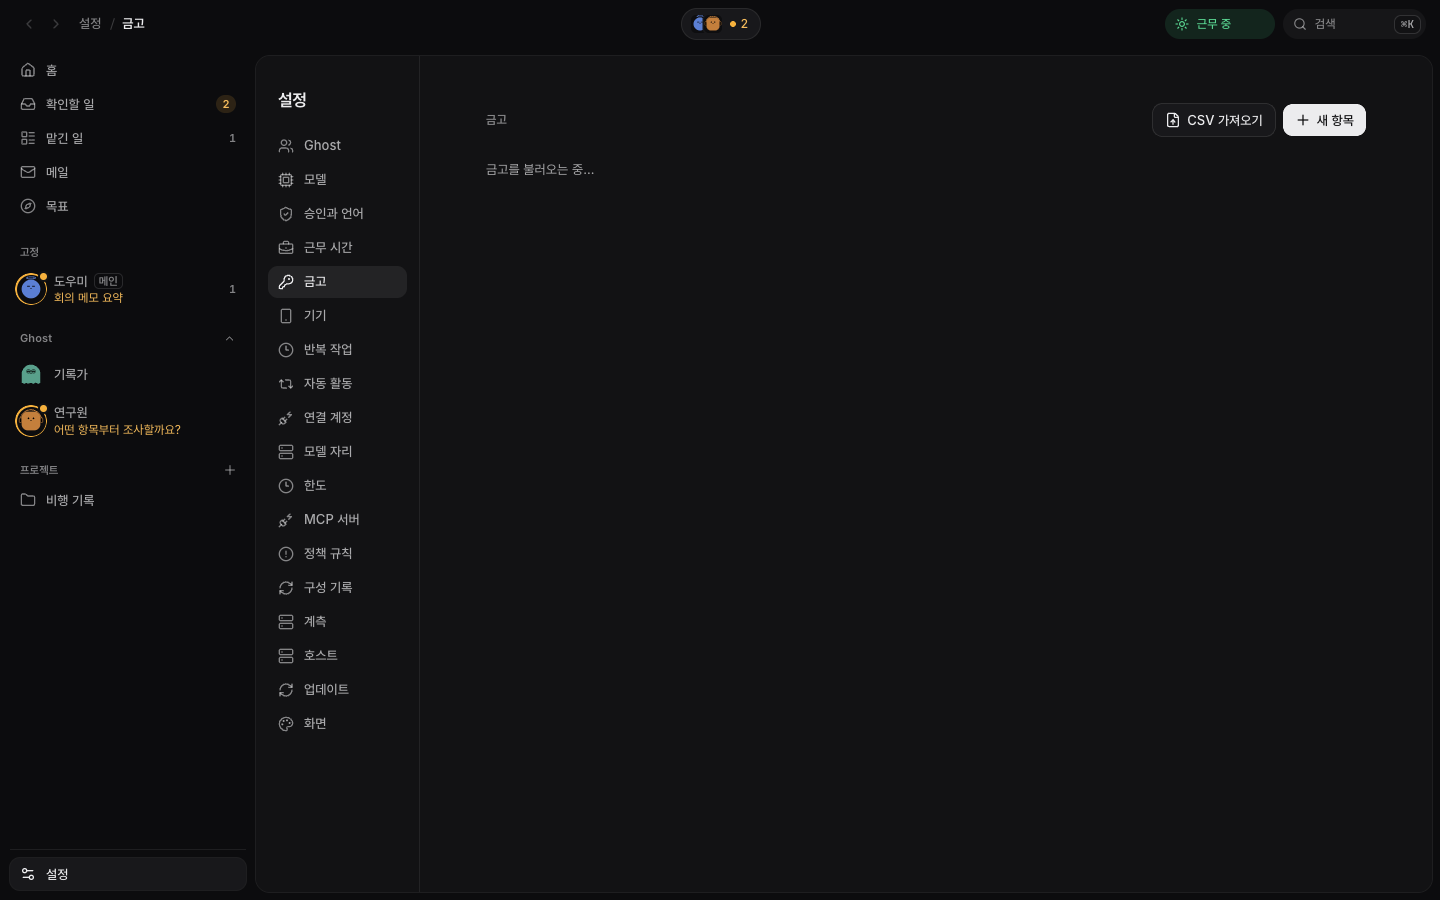 설정 / 금고
2
근무 중
검색
⌘K
홈
확인할 일
2
맡긴 일
1
메일
목표
고정
도우미 메인
회의 메모 요약
1
Ghost
기록가
연구원
어떤 항목부터 조사할까요?
프로젝트
비행 기록
설정
설정
Ghost
모델
승인과 언어
근무 시간
금고
기기
반복 작업
자동 활동
연결 계정
모델 자리
한도
MCP 서버
정책 규칙
구성 기록
계측
호스트
업데이트
화면
금고
CSV 가져오기
새 항목
금고를 불러오는 중...